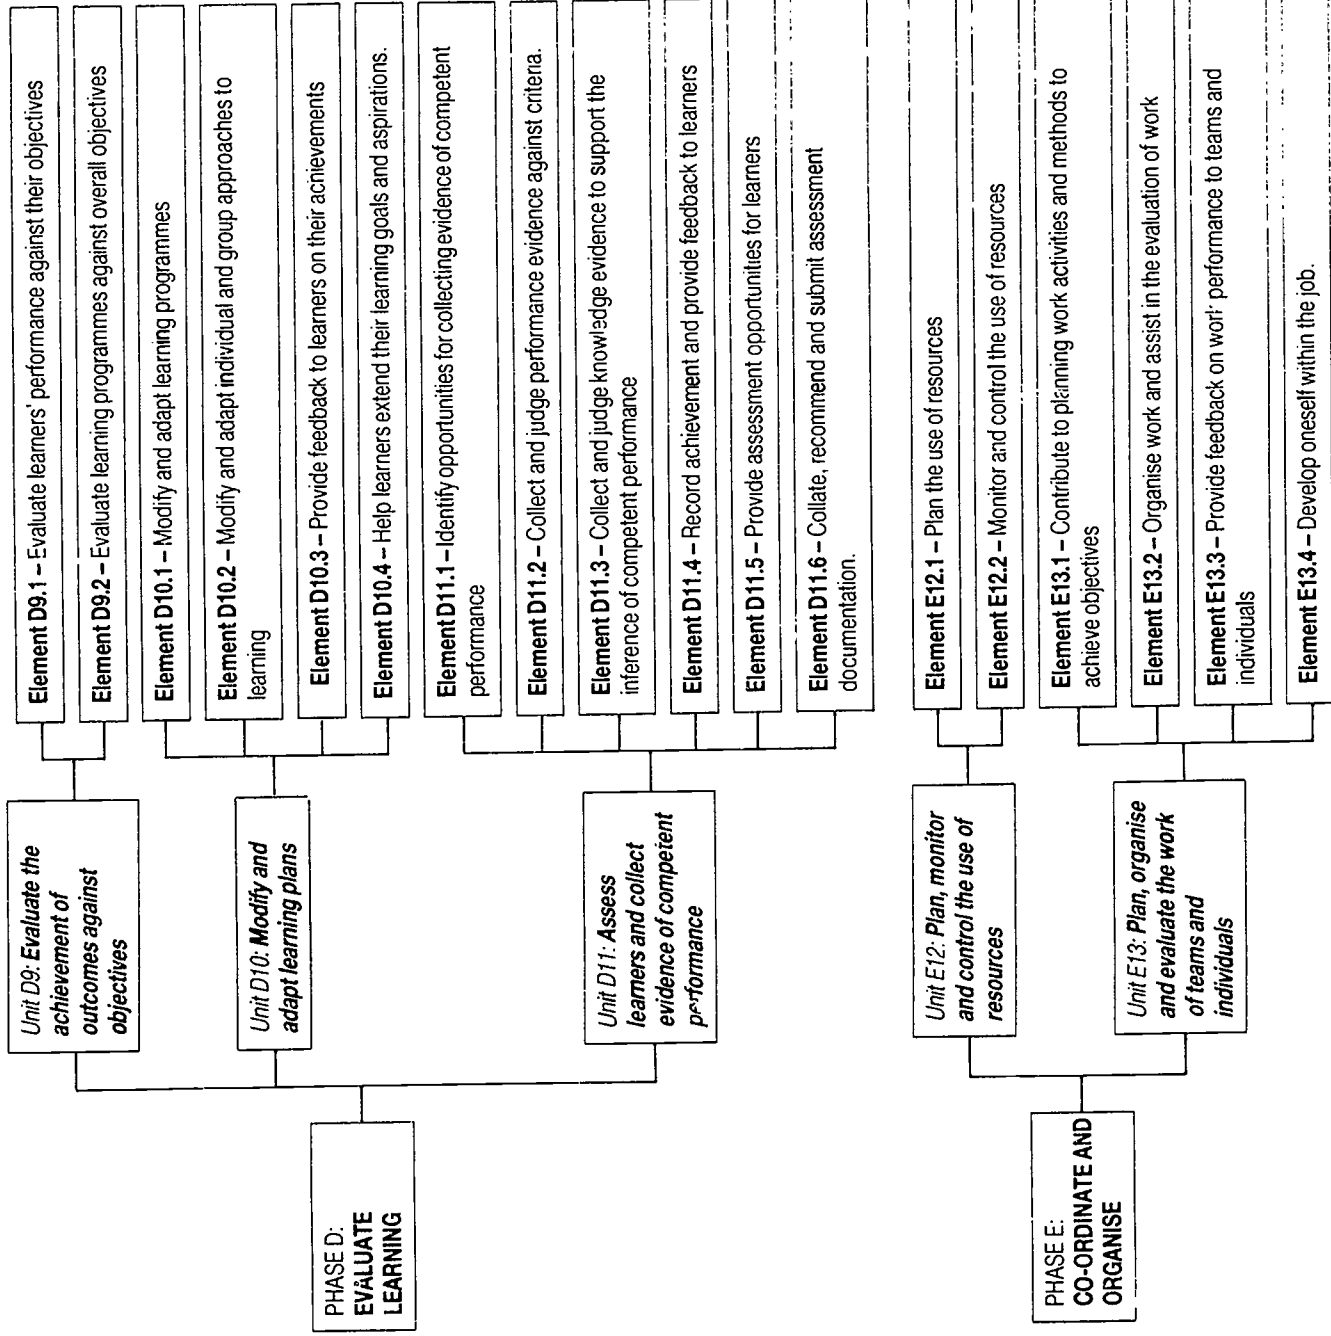 PHASE D:
EVALUATE
LEARNING
Unit D9: Evaluate the
achievement of
outcomes against
objectives
Element D9.1 – Evaluate learners' performance against their objectives
Element D9.2 – Evaluate learning programmes against overall objectives
Unit D10: Modify and
adapt learning plans
Element D10.1 – Modify and adapt learning programmes
Element D10.2 – Modify and adapt individual and group approaches to
learning
Element D10.3 – Provide feedback to learners on their achievements
Element D10.4 – Help learners extend their learning goals and aspirations.
Unit D11: Assess
learners and collect
evidence of competent
performance
Element D11.1 – Identify opportunities for collecting evidence of competent
performance
Element D11.2 – Collect and judge performance evidence against criteria.
Element D11.3 – Collect and judge knowledge evidence to support the
inference of competent performance
Element D11.4 – Record achievement and provide feedback to learners
Element D11.5 – Provide assessment opportunities for learners
Element D11.6 – Collate, recommend and submit assessment
documentation.
PHASE E:
CO-ORDINATE AND
ORGANISE
Unit E12: Plan, monitor
and control the use of
resources
Element E12.1 – Plan the use of resources
Element E12.2 – Monitor and control the use of resources
Unit E13: Plan, organise
and evaluate the work
of teams and
individuals
Element E13.1 – Contribute to planning work activities and methods to
achieve objectives
Element E13.2 – Organise work and assist in the evaluation of work
Element E13.3 – Provide feedback on work performance to teams and
individuals
Element E13.4 – Develop oneself within the job.